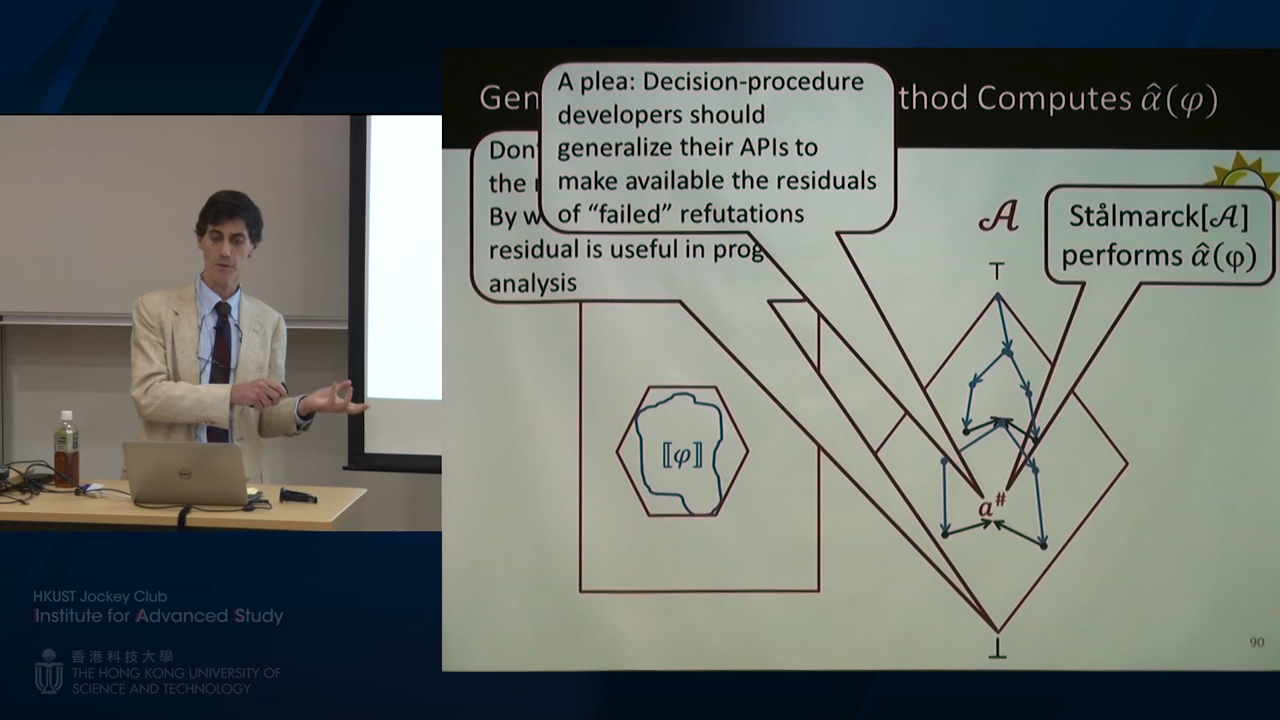 Gen
thod Computes α̂(φ)
A plea: Decision-procedure
developers should
generalize their APIs to
make available the residuals
of “failed” refutations
Don'
the
By w
residual is useful in prog
analysis
𝒜
Stålmarck[𝒜]
performs α̂(φ)
⊤
⟦φ⟧
a#
⊥
90
DELL
HKUST Jockey Club
Institute for Advanced Study
香港科技大學
THE HONG KONG UNIVERSITY OF
SCIENCE AND TECHNOLOGY